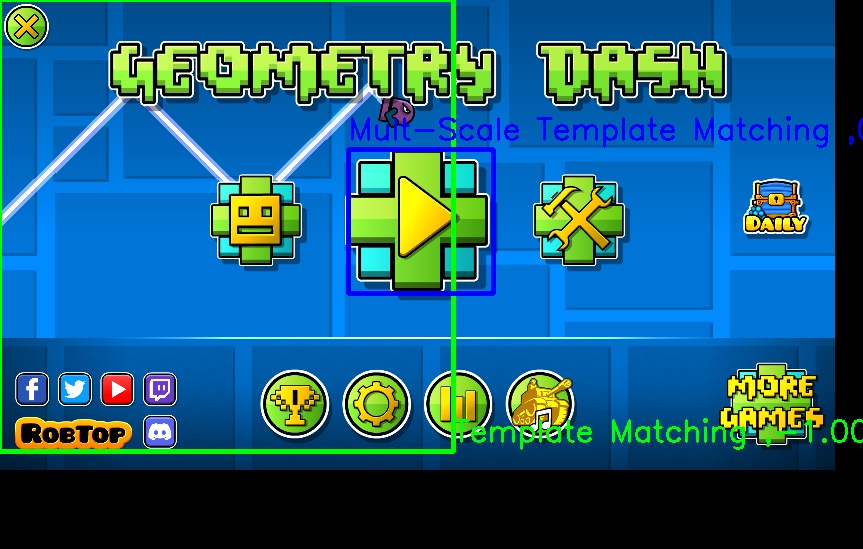 GEOMETRY DASH
Mult-Scale Template Matching ,0
DAILY
MORE
GAMES
ROBTOP
Template Matching ,-1.00